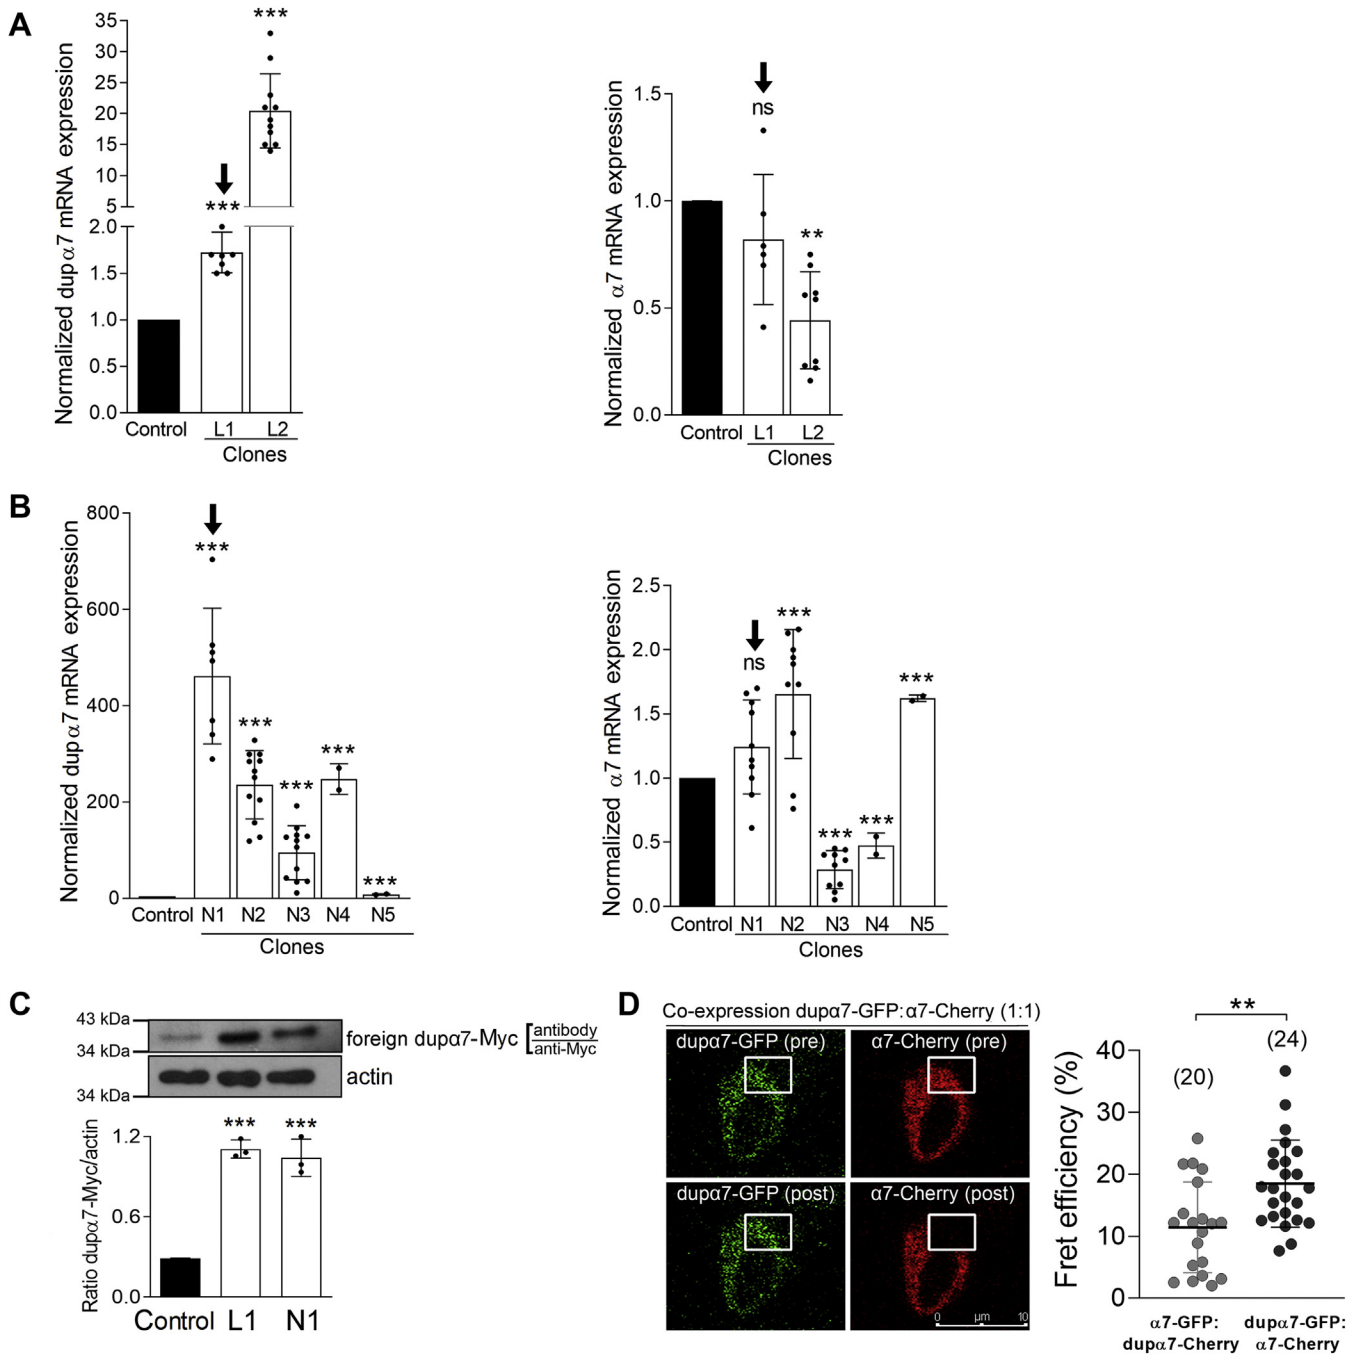 A
Normalized dupα7 mRNA expression
35
30
25
20
15
10
5
2.0
1.5
1.0
0.5
0.0
***
***
Control
L1
L2
Clones
Normalized α7 mRNA expression
1.5
1.0
0.5
0.0
ns
**
Control
L1
L2
Clones
B
Normalized dupα7 mRNA expression
800
600
400
200
0
***
***
***
***
***
Control
N1
N2
N3
N4
N5
Clones
Normalized α7 mRNA expression
2.5
2.0
1.5
1.0
0.5
0.0
ns
***
***
***
***
Control
N1
N2
N3
N4
N5
Clones
C
43 kDa
34 kDa
foreign dupα7-Myc [antibody
anti-Myc
34 kDa
actin
Ratio dupα7-Myc/actin
1.2
0.6
0.0
***
***
Control
L1
N1
D
Co-expression dupα7-GFP:α7-Cherry (1:1)
dupα7-GFP (pre)
α7-Cherry (pre)
dupα7-GFP (post)
α7-Cherry (post)
0 μm 10
Fret efficiency (%)
40
30
20
10
0
**
(20)
(24)
α7-GFP:
dupα7-Cherry
dupα7-GFP:
α7-Cherry